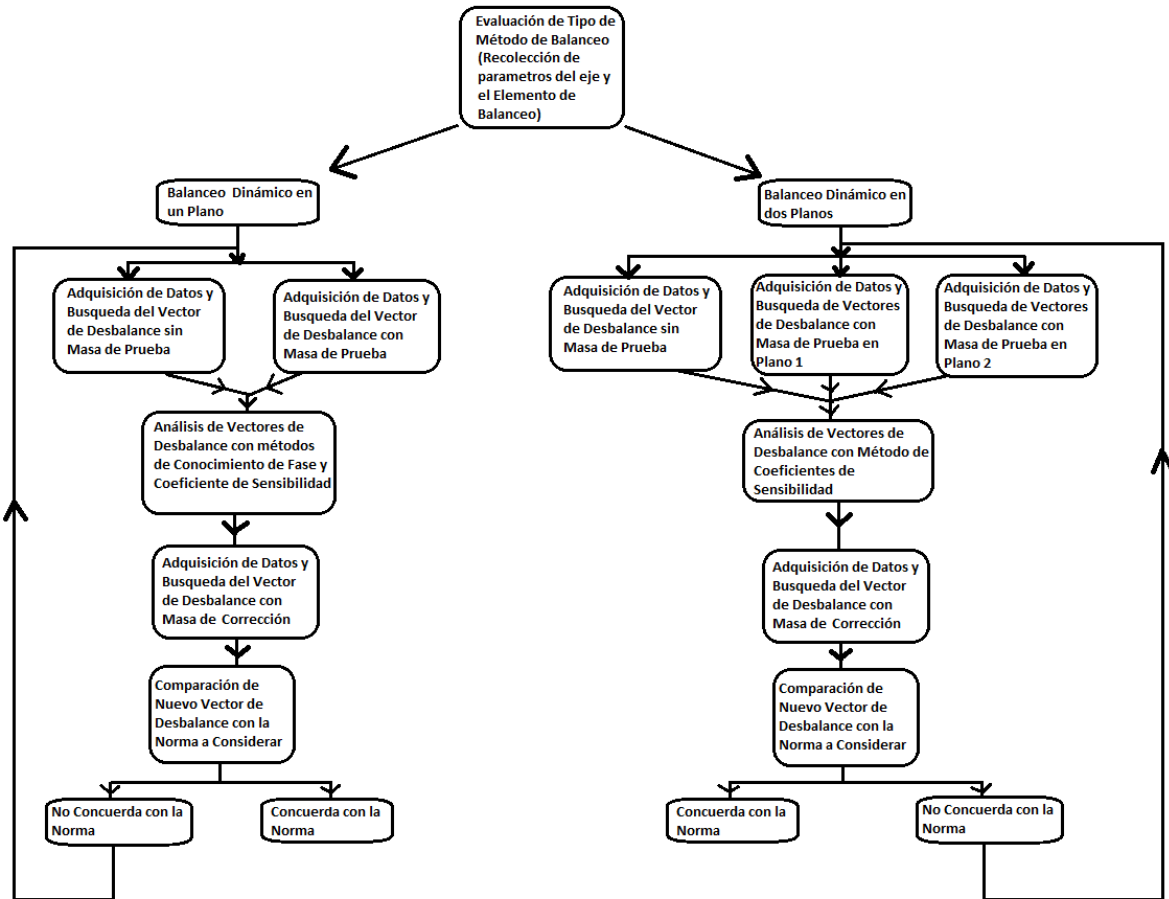 Evaluación de Tipo de
Método de Balanceo
(Recolección de
parametros del eje y
el Elemento de
Balanceo)
Balanceo Dinámico en
un Plano
Balanceo Dinámico en
dos Planos
Adquisición de Datos y
Busqueda del Vector
de Desbalance sin
Masa de Prueba
Adquisición de Datos y
Busqueda del Vector
de Desbalance con
Masa de Prueba
Adquisición de Datos y
Busqueda del Vector
de Desbalance sin
Masa de Prueba
Adquisición de Datos y
Busqueda de Vectores
de Desbalance con
Masa de Prueba en
Plano 1
Adquisición de Datos y
Busqueda de Vectores
de Desbalance con
Masa de Prueba en
Plano 2
Análisis de Vectores de
Desbalance con métodos
de Conocimiento de Fase y
Coeficiente de Sensibilidad
Análisis de Vectores de
Desbalance con Método de
Coeficientes de
Sensibilidad
Adquisición de Datos y
Busqueda del Vector
de Desbalance con
Masa de Corrección
Adquisición de Datos y
Busqueda del Vector
de Desbalance con
Masa de Corrección
Comparación de
Nuevo Vector de
Desbalance con la
Norma a Considerar
Comparación de
Nuevo Vector de
Desbalance con la
Norma a Considerar
No Concuerda con la
Norma
Concuerda con la
Norma
Concuerda con la
Norma
No Concuerda con la
Norma